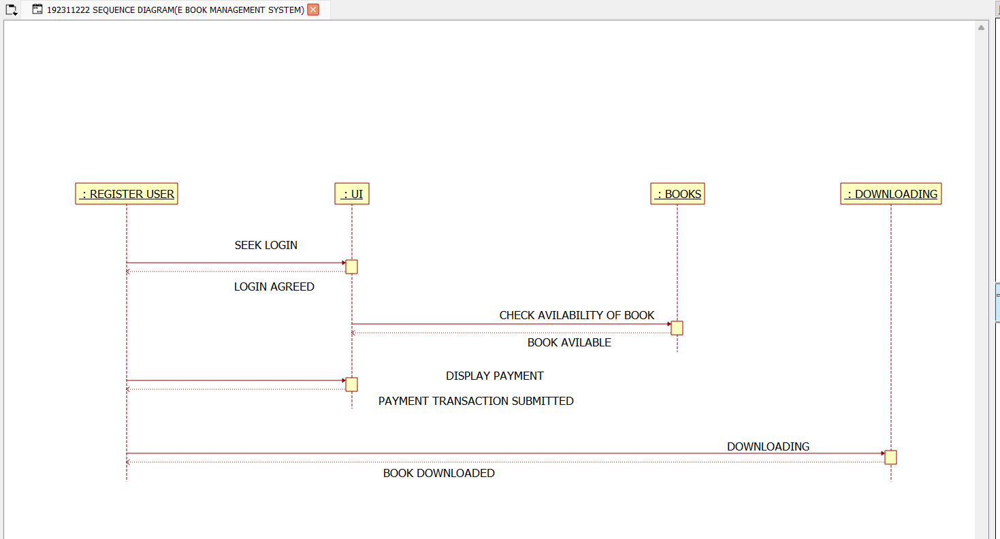 192311222 SEQUENCE DIAGRAM(E BOOK MANAGEMENT SYSTEM)
: REGISTER USER
: UI
: BOOKS
: DOWNLOADING
SEEK LOGIN
LOGIN AGREED
CHECK AVILABILITY OF BOOK
BOOK AVILABLE
DISPLAY PAYMENT
PAYMENT TRANSACTION SUBMITTED
DOWNLOADING
BOOK DOWNLOADED